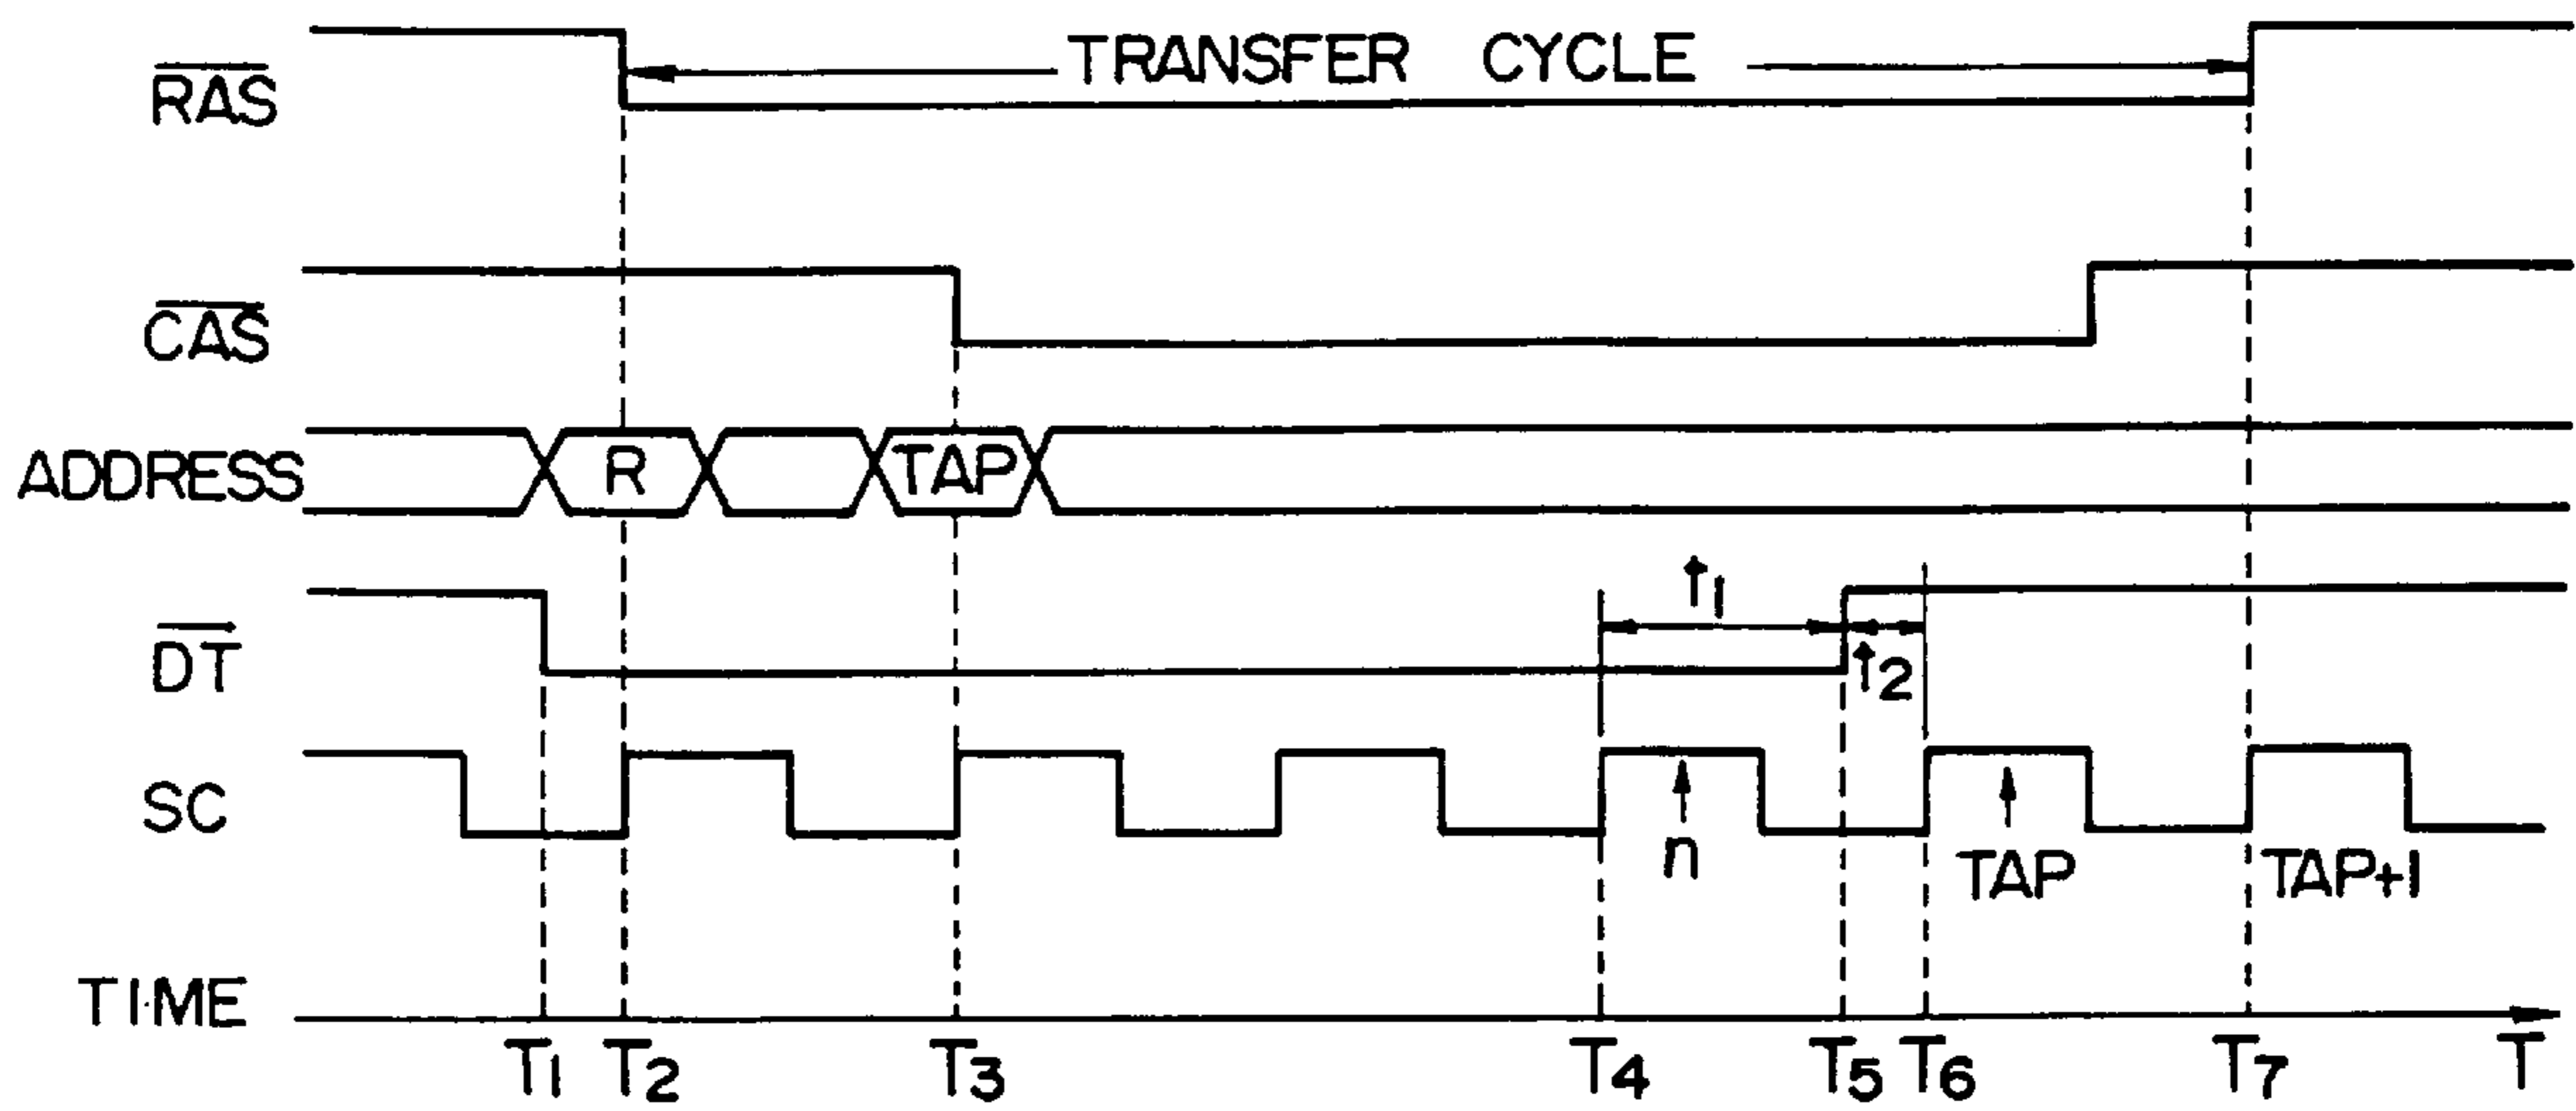 RAS TRANSFER CYCLE
CAS
ADDRESS R TAP
DT t1 t2
SC n TAP TAP+1
TIME
T1 T2 T3 T4 T5 T6 T7 T